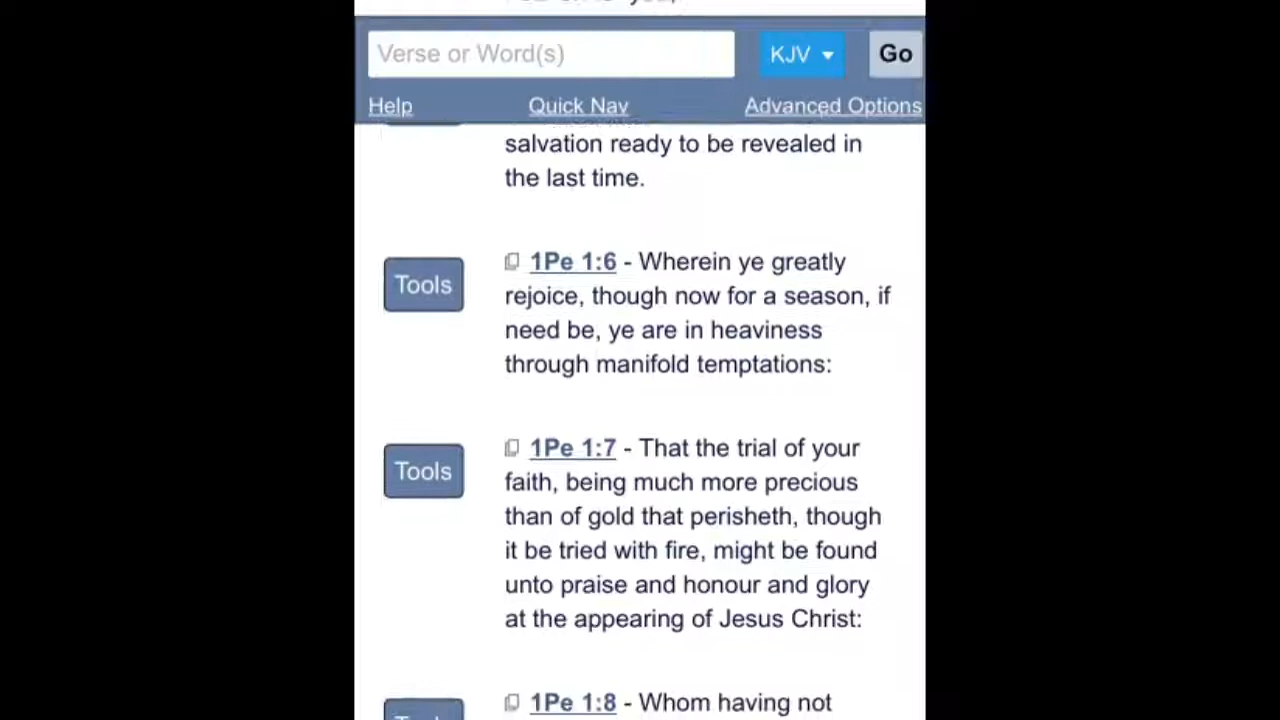 Verse or Word(s) KJV Go
Help Quick Nav Advanced Options
salvation ready to be revealed in
the last time.
Tools
1Pe 1:6 - Wherein ye greatly
rejoice, though now for a season, if
need be, ye are in heaviness
through manifold temptations:
Tools
1Pe 1:7 - That the trial of your
faith, being much more precious
than of gold that perisheth, though
it be tried with fire, might be found
unto praise and honour and glory
at the appearing of Jesus Christ:
1Pe 1:8 - Whom having not